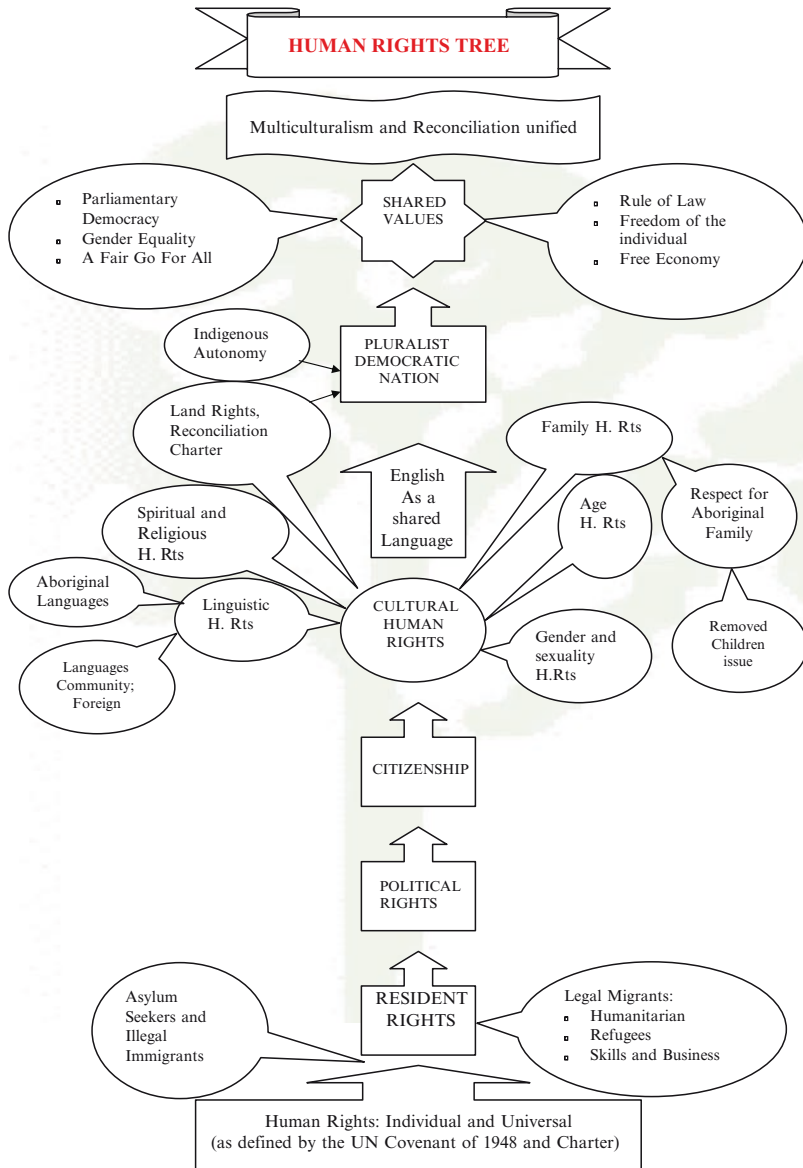 HUMAN RIGHTS TREE
Multiculturalism and Reconciliation unified
Parliamentary
Democracy
Gender Equality
A Fair Go For All
SHARED
VALUES
Rule of Law
Freedom of the
individual
Free Economy
Indigenous
Autonomy
PLURALIST
DEMOCRATIC
NATION
Land Rights,
Reconciliation
Charter
Family H. Rts
English
As a
shared
Language
Age
H. Rts
Respect for
Aboriginal
Family
Spiritual and
Religious
H. Rts
Aboriginal
Languages
Linguistic
H. Rts
CULTURAL
HUMAN
RIGHTS
Gender and
sexuality
H.Rts
Removed
Children
issue
Languages
Community;
Foreign
CITIZENSHIP
POLITICAL
RIGHTS
Asylum
Seekers and
Illegal
Immigrants
RESIDENT
RIGHTS
Legal Migrants:
Humanitarian
Refugees
Skills and Business
Human Rights: Individual and Universal
(as defined by the UN Covenant of 1948 and Charter)